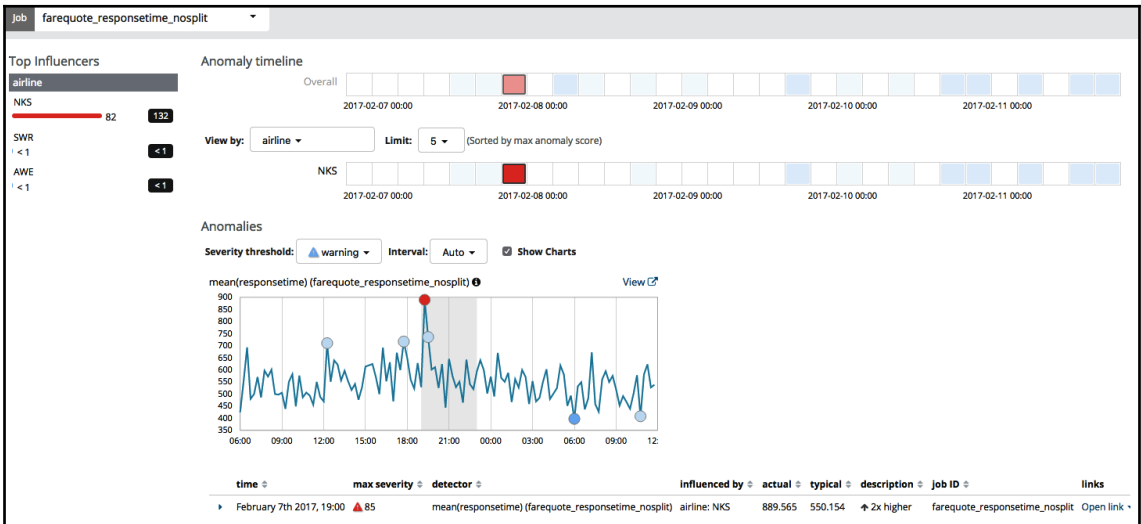 Job farequote_responsetime_nosplit
Top Influencers
airline
NKS
82 132
SWR
< 1 < 1
AWE
< 1 < 1
Anomaly timeline
Overall
2017-02-07 00:00 2017-02-08 00:00 2017-02-09 00:00 2017-02-10 00:00 2017-02-11 00:00
View by: airline Limit: 5 (Sorted by max anomaly score)
NKS
2017-02-07 00:00 2017-02-08 00:00 2017-02-09 00:00 2017-02-10 00:00 2017-02-11 00:00
Anomalies
Severity threshold: warning Interval: Auto Show Charts
mean(responsetime) (farequote_responsetime_nosplit) View
900
850
800
750
700
650
600
550
500
450
400
350
06:00 09:00 12:00 15:00 18:00 21:00 00:00 03:00 06:00 09:00 12:
time max severity detector influenced by actual typical description job ID links
February 7th 2017, 19:00 85 mean(responsetime) (farequote_responsetime_nosplit) airline: NKS 889.565 550.154 2x higher farequote_responsetime_nosplit Open link